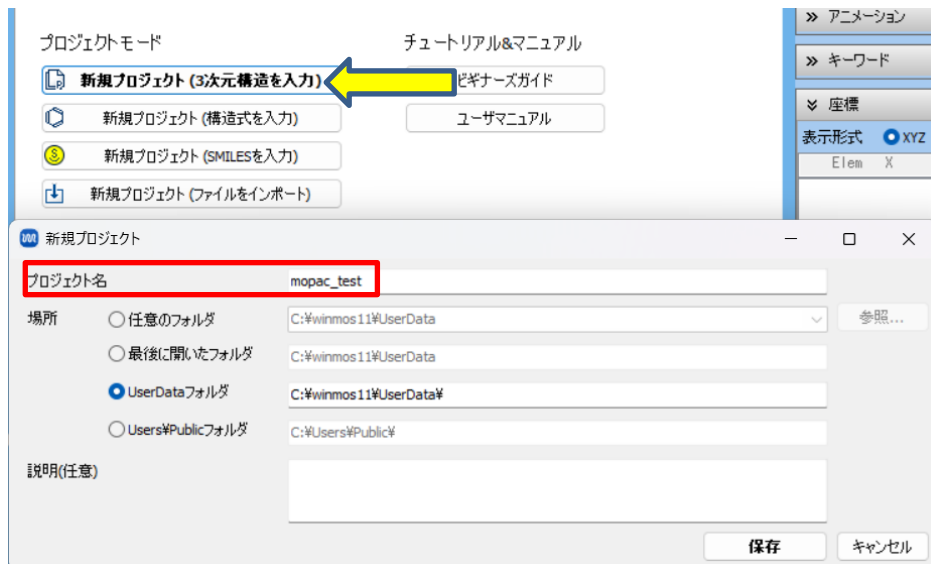 プロジェクトモード
新規プロジェクト (3次元構造を入力)
新規プロジェクト (構造式を入力)
新規プロジェクト (SMILESを入力)
新規プロジェクト (ファイルをインポート)
チュートリアル&マニュアル
ビギナーズガイド
ユーザマニュアル
アニメーション
キーワード
座標
表示形式 XYZ
Elem X
新規プロジェクト
プロジェクト名 mopac_test
場所 任意のフォルダ C:¥winmos11¥UserData 参照...
最後に開いたフォルダ C:¥winmos11¥UserData
UserDataフォルダ C:¥winmos11¥UserData¥
Users¥Publicフォルダ C:¥Users¥Public¥
説明(任意)
保存 キャンセル